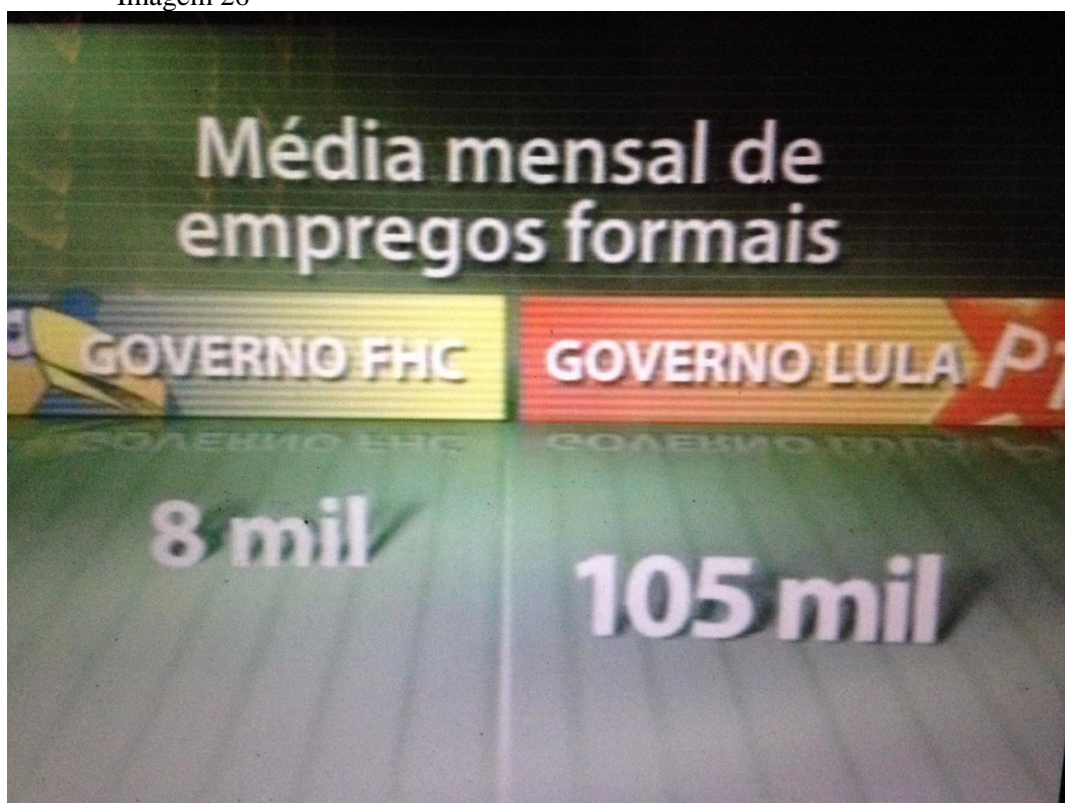 Imagem 26
Média mensal de
empregos formais
GOVERNO FHC
GOVERNO LULA
8 mil
105 mil